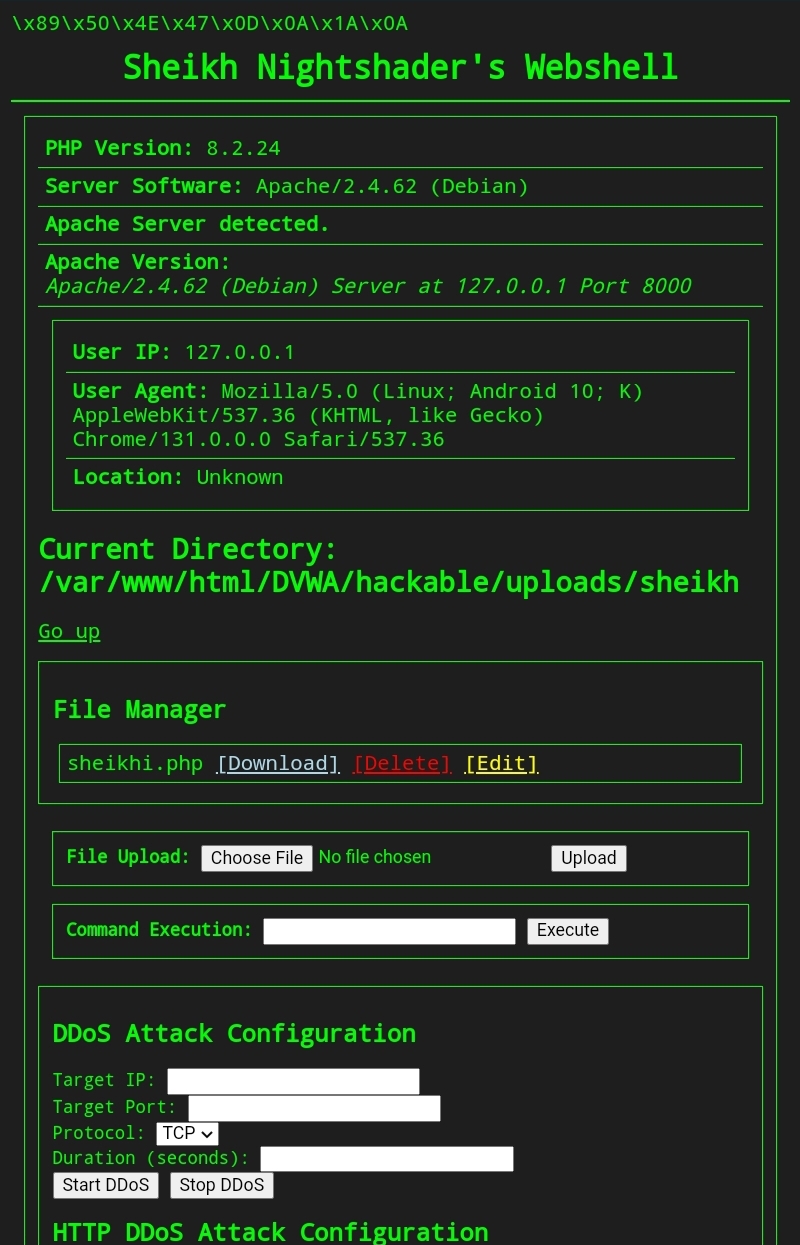 \x89\x50\x4E\x47\x0D\x0A\x1A\x0A
Sheikh Nightshader's Webshell
PHP Version: 8.2.24
Server Software: Apache/2.4.62 (Debian)
Apache Server detected.
Apache Version:
Apache/2.4.62 (Debian) Server at 127.0.0.1 Port 8000
User IP: 127.0.0.1
User Agent: Mozilla/5.0 (Linux; Android 10; K)
AppleWebKit/537.36 (KHTML, like Gecko)
Chrome/131.0.0.0 Safari/537.36
Location: Unknown
Current Directory:
/var/www/html/DVWA/hackable/uploads/sheikh
Go up
File Manager
sheikhi.php [Download] [Delete] [Edit]
File Upload: Choose File No file chosen Upload
Command Execution: Execute
DDoS Attack Configuration
Target IP:
Target Port:
Protocol: TCP
Duration (seconds):
Start DDoS Stop DDoS
HTTP DDoS Attack Configuration